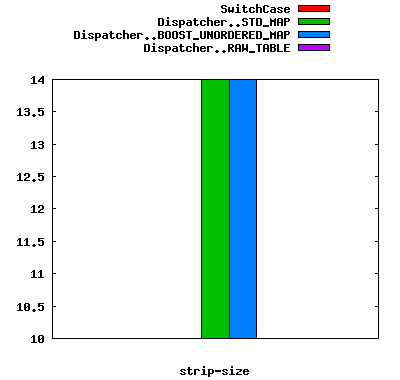 SwitchCase
Dispatcher..STD_MAP
Dispatcher..BOOST_UNORDERED_MAP
Dispatcher..RAW_TABLE
14
13.5
13
12.5
12
11.5
11
10.5
10
strip-size